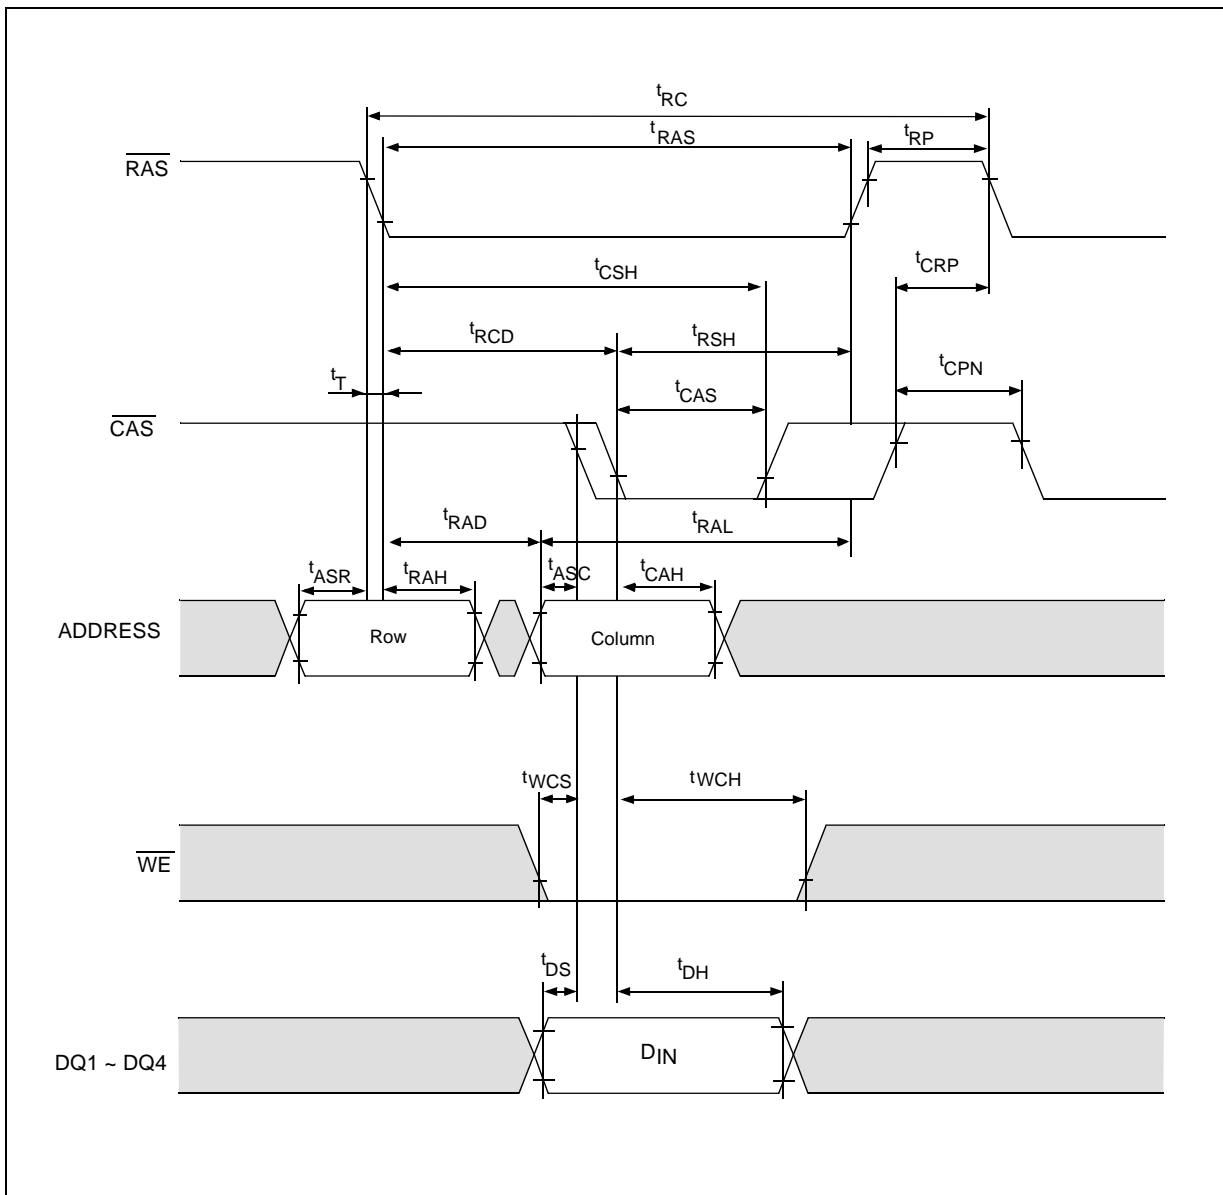 tRC
tRAS
tRP
RAS
tCSH
tCRP
tRCD
tRSH
tT
tCAS
tCPN
CAS
tRAD
tRAL
tASR
tRAH
tASC
tCAH
ADDRESS
Row
Column
tWCS
tWCH
WE
tDS
tDH
DQ1 ~ DQ4
DIN